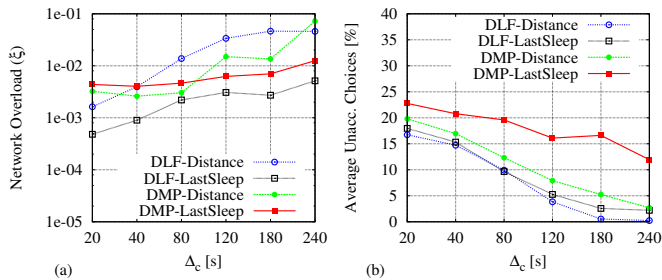 Network Overload (ξ)
1e-01
1e-02
1e-03
1e-04
1e-05
DLF-Distance
DLF-LastSleep
DMP-Distance
DMP-LastSleep
20 40 80 120 180 240
(a)
Δc [s]
Average Unacc. Choices [%]
40
35
30
25
20
15
10
5
0
DLF-Distance
DLF-LastSleep
DMP-Distance
DMP-LastSleep
20 40 80 120 180 240
(b)
Δc [s]